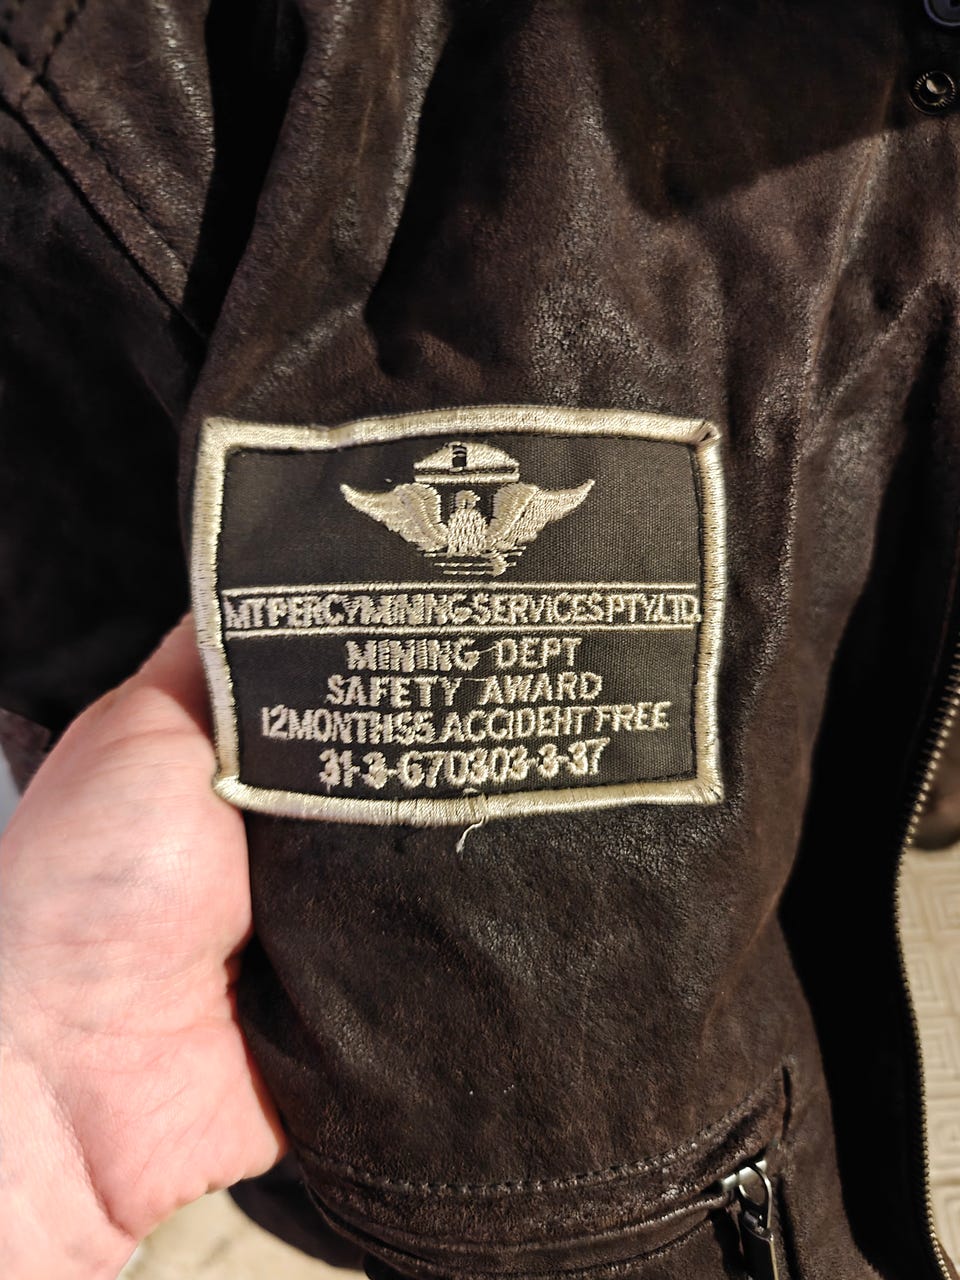 MT PERCY MINING SERVICES PTY.LTD.
MINING DEPT
SAFETY AWARD
12MONTHS5.ACCIDENT FREE
31-3-670303-3-37